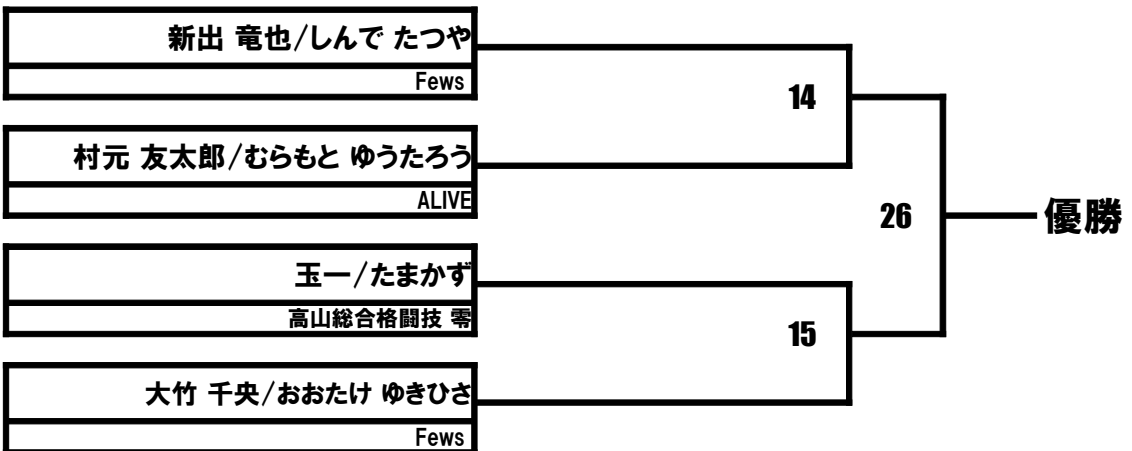 新出 竜也/しんで たつや
Fews
14
村元 友太郎/むらもと ゆうたろう
ALIVE
26
優勝
玉一/たまかず
高山総合格闘技 零
15
大竹 千央/おおたけ ゆきひさ
Fews